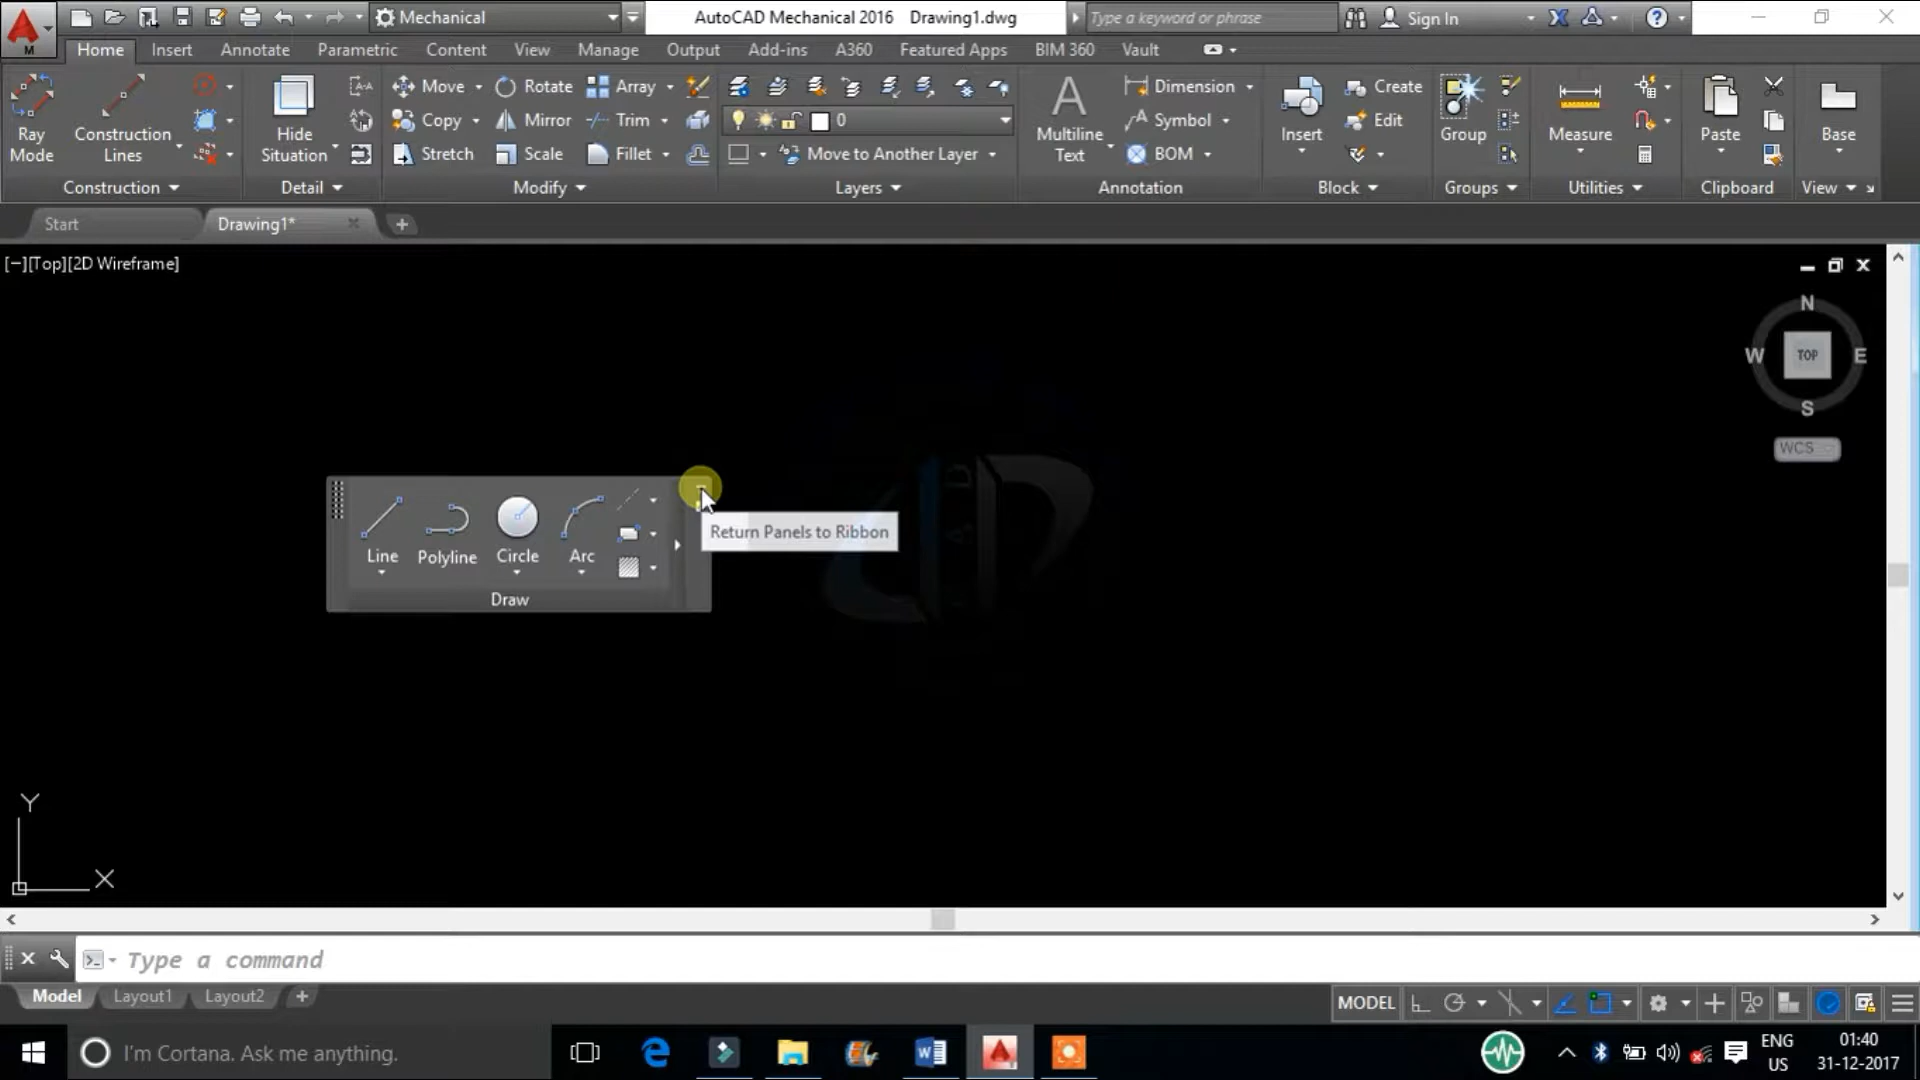 M
Mechanical
AutoCAD Mechanical 2016 Drawing1.dwg
Type a keyword or phrase
Sign In
Home Insert Annotate Parametric Content View Manage Output Add-ins A360 Featured Apps BIM 360 Vault
Ray Mode
Construction Lines
Construction
Hide Situation
Detail
Move Rotate Array
Copy Mirror Trim
Stretch Scale Fillet
Modify
0
Move to Another Layer
Layers
Multiline Text
Dimension
Symbol
BOM
Annotation
Insert
Create
Edit
Block
Group
Groups
Measure
Utilities
Paste
Clipboard
Base
View
Start Drawing1*
[−][Top][2D Wireframe]
N
W TOP E
S
WCS
Line Polyline Circle Arc
Draw
Return Panels to Ribbon
Y
X
Type a command
Model Layout1 Layout2
MODEL
I'm Cortana. Ask me anything.
ENG
US
01:40
31-12-2017